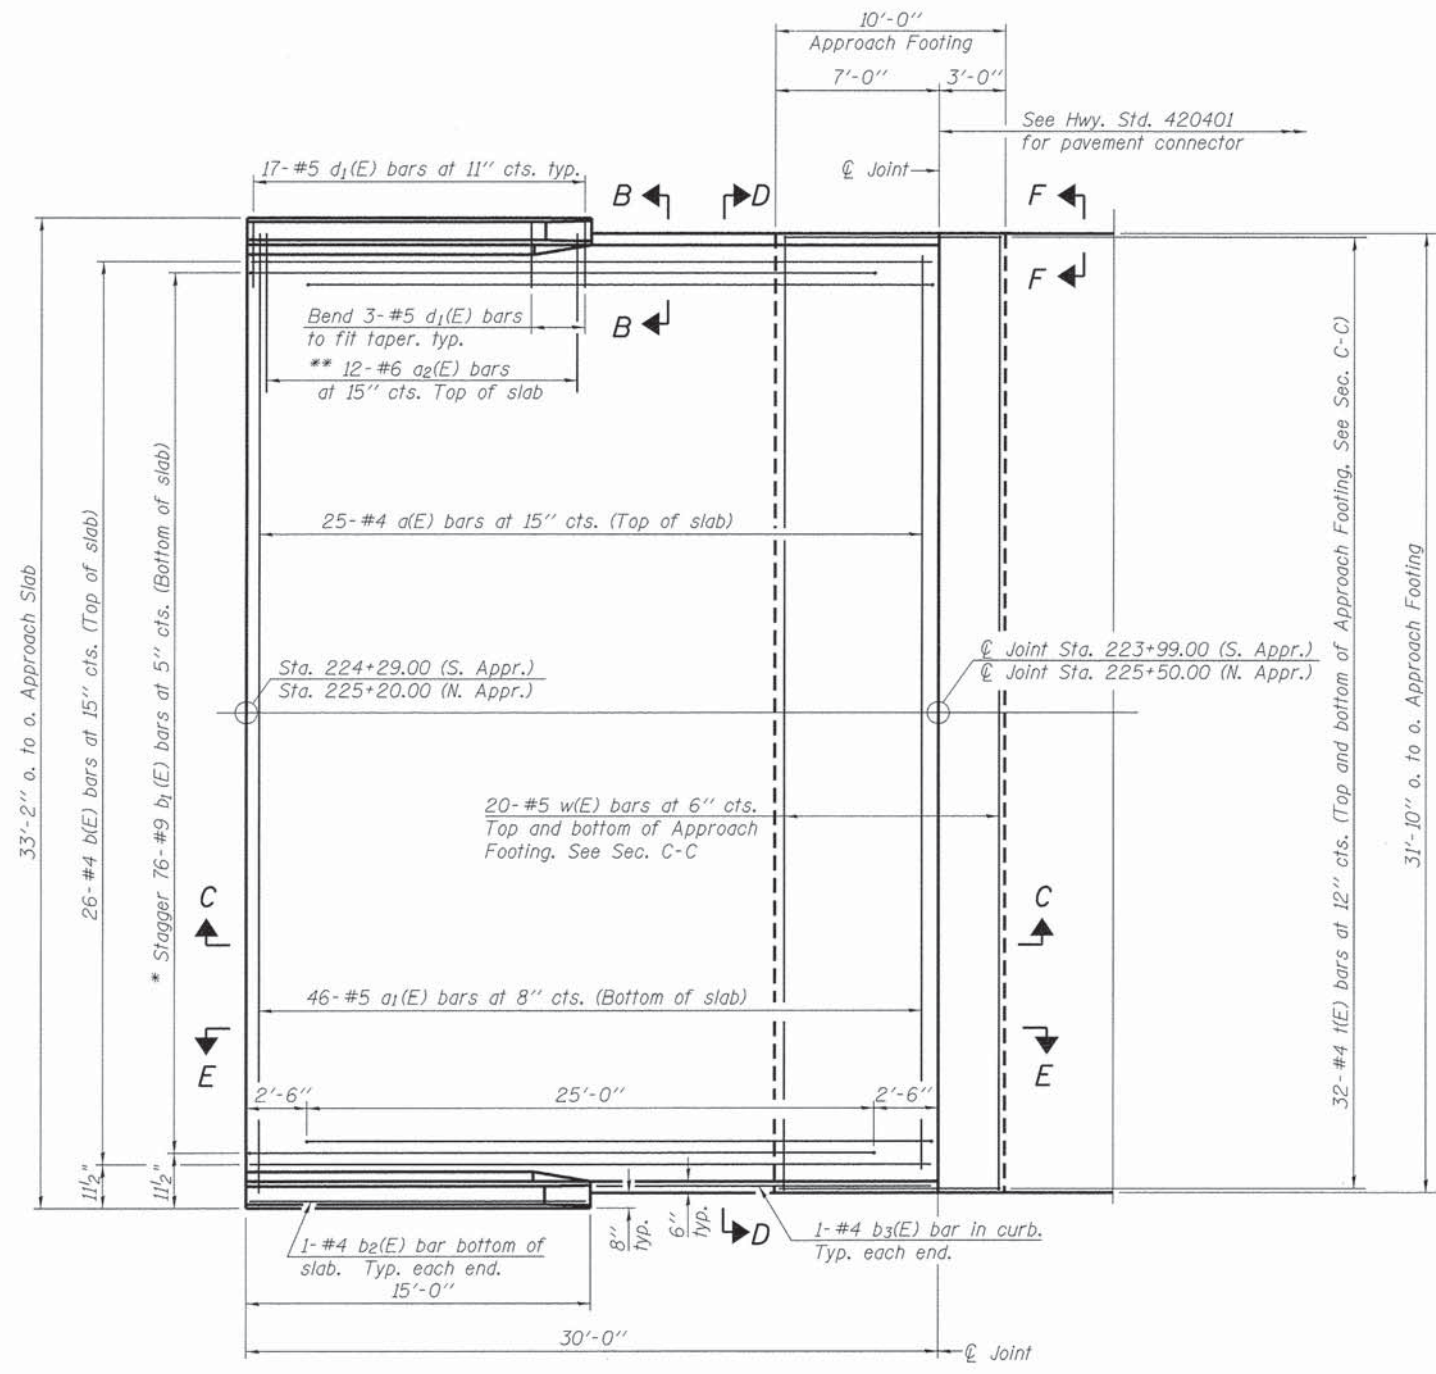 10'-0"
Approach Footing
7'-0"
3'-0"
See Hwy. Std. 420401
for pavement connector
℄ Joint
17-#5 d₁(E) bars at 11" cts. typ.
B
D
F
F
B
Bend 3-#5 d₁(E) bars
to fit taper. typ.
** 12-#6 a₂(E) bars
at 15" cts. Top of slab
33'-2" o. to o. Approach Slab
26-#4 b(E) bars at 15" cts. (Top of slab)
* Stagger 76-#9 b₁(E) bars at 5" cts. (Bottom of slab)
25-#4 a(E) bars at 15" cts. (Top of slab)
32-#4 t(E) bars at 12" cts. (Top and bottom of Approach Footing. See Sec. C-C)
31'-10" o. to o. Approach Footing
Sta. 224+29.00 (S. Appr.)
Sta. 225+20.00 (N. Appr.)
℄ Joint Sta. 223+99.00 (S. Appr.)
℄ Joint Sta. 225+50.00 (N. Appr.)
20-#5 w(E) bars at 6" cts.
Top and bottom of Approach
Footing. See Sec. C-C
C
C
46-#5 a₁(E) bars at 8" cts. (Bottom of slab)
E
E
2'-6"
25'-0"
2'-6"
11½"
11½"
8"
typ.
6"
typ.
D
1-#4 b₂(E) bar bottom of
slab. Typ. each end.
1-#4 b₃(E) bar in curb.
Typ. each end.
15'-0"
30'-0"
℄ Joint